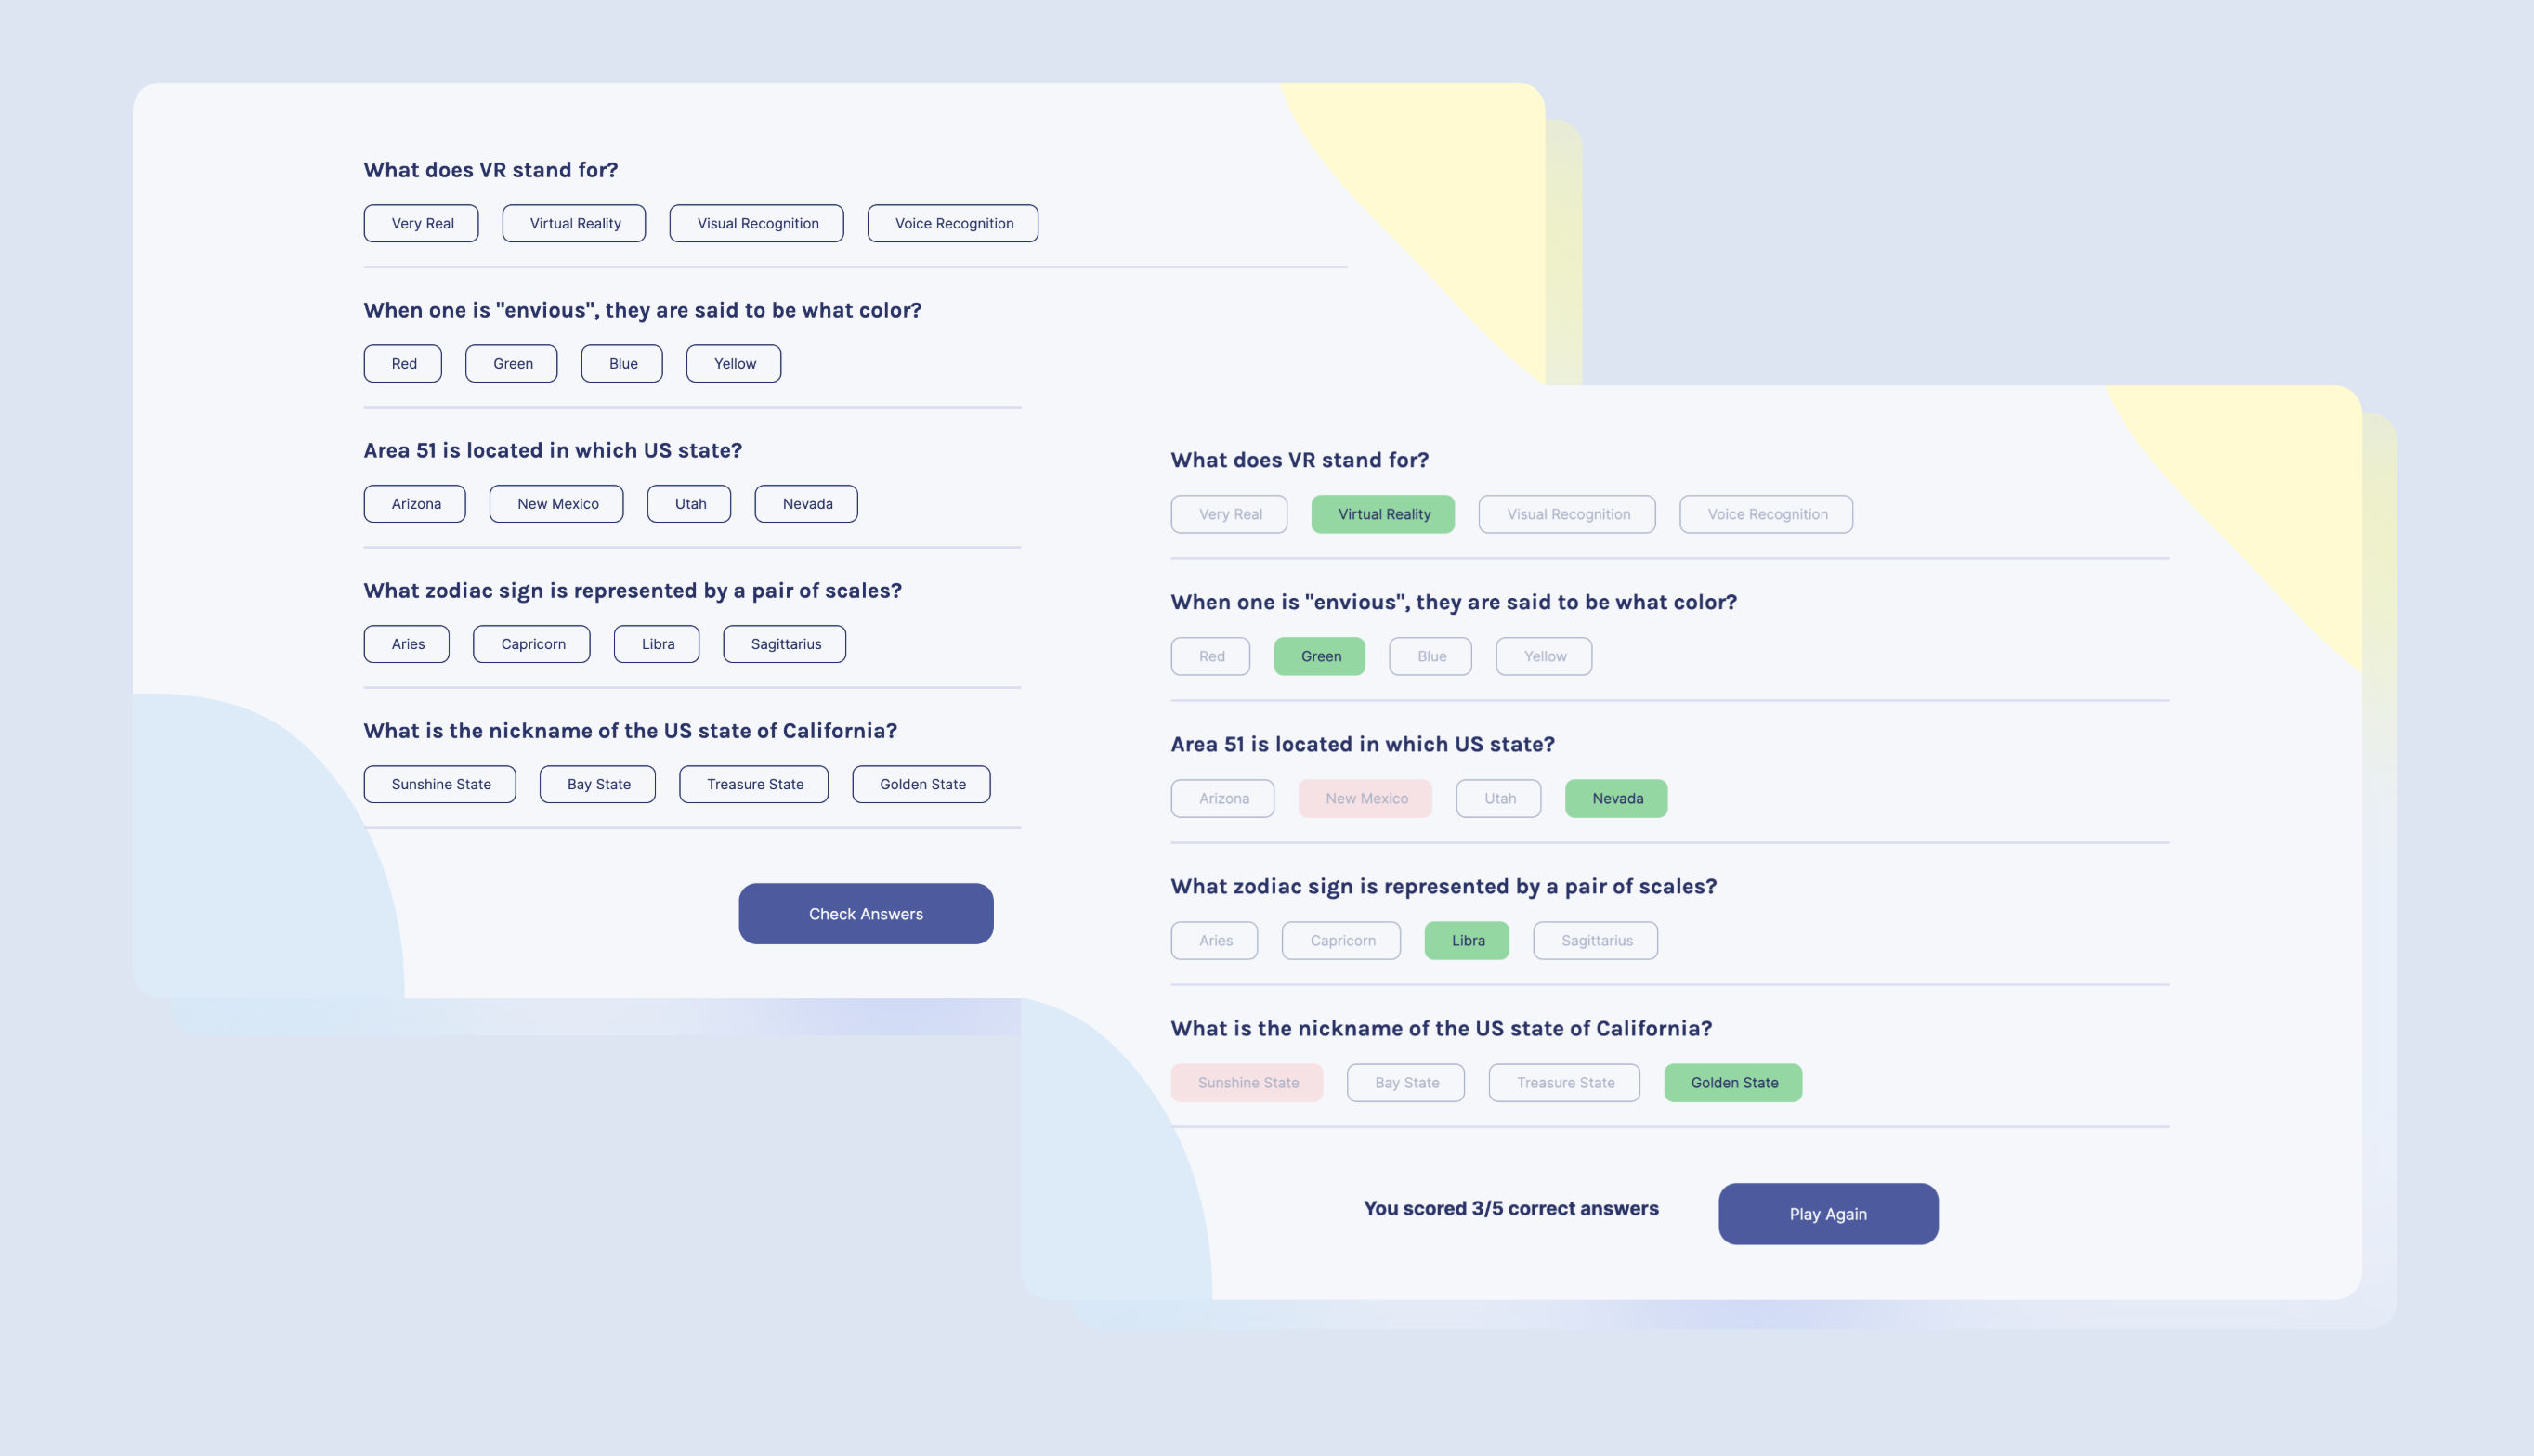 What does VR stand for?
Very Real Virtual Reality Visual Recognition Voice Recognition
When one is "envious", they are said to be what color?
Red Green Blue Yellow
Area 51 is located in which US state?
Arizona New Mexico Utah Nevada
What zodiac sign is represented by a pair of scales?
Aries Capricorn Libra Sagittarius
What is the nickname of the US state of California?
Sunshine State Bay State Treasure State Golden State
Check Answers
What does VR stand for?
Very Real Virtual Reality Visual Recognition Voice Recognition
When one is "envious", they are said to be what color?
Red Green Blue Yellow
Area 51 is located in which US state?
Arizona New Mexico Utah Nevada
What zodiac sign is represented by a pair of scales?
Aries Capricorn Libra Sagittarius
What is the nickname of the US state of California?
Sunshine State Bay State Treasure State Golden State
You scored 3/5 correct answers Play Again